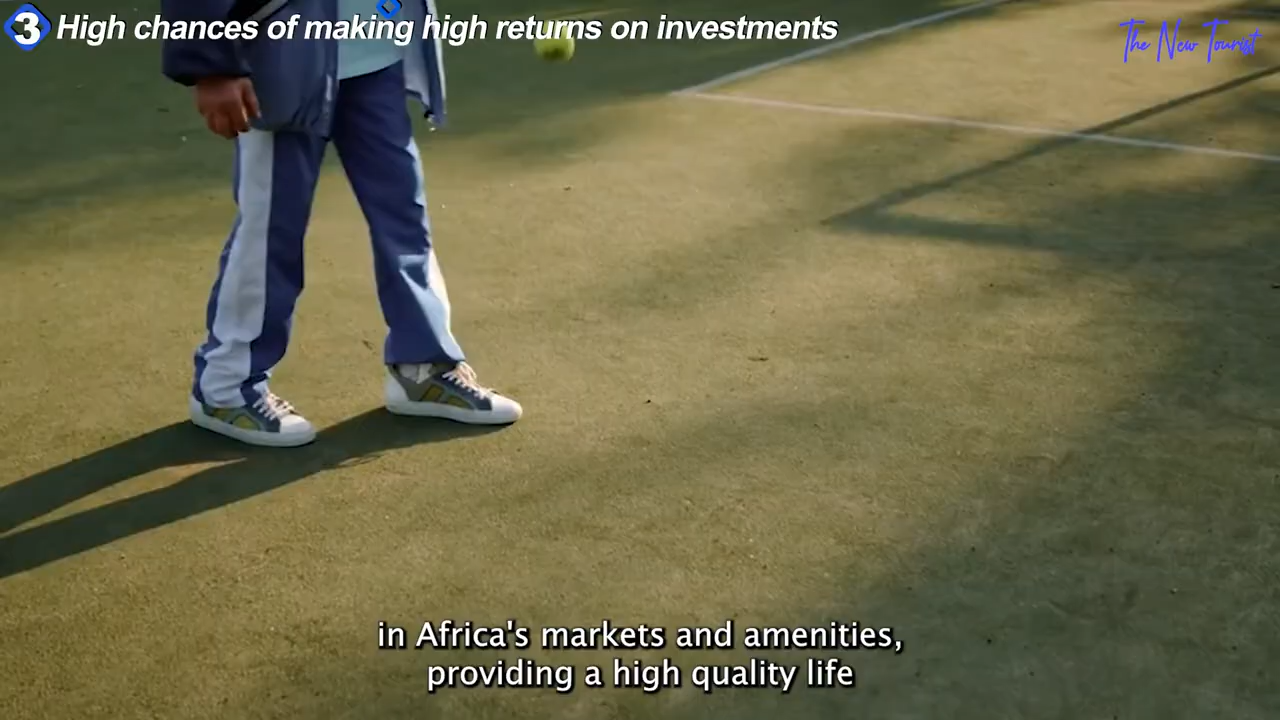 3 High chances of making high returns on investments
The New Tourist
in Africa's markets and amenities,
providing a high quality life